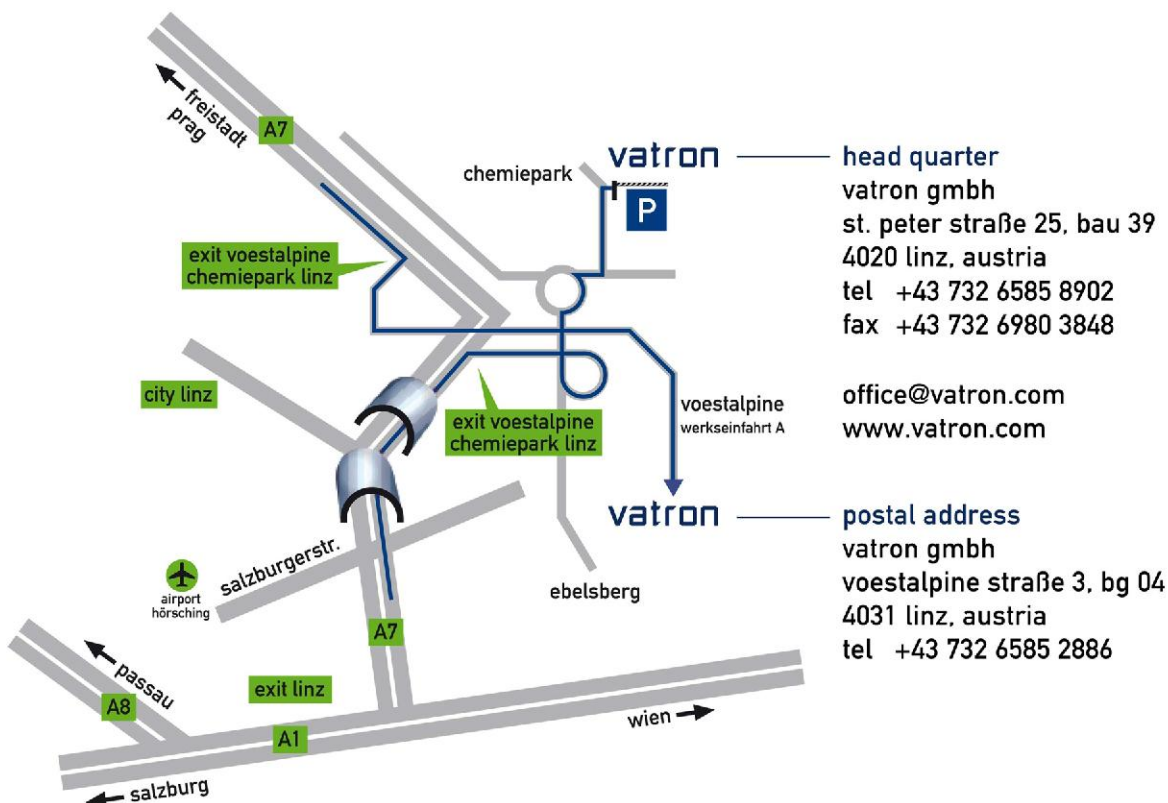 freistadt
prag
A7
chemiepark
vatron
P
exit voestalpine
chemiepark linz
city linz
exit voestalpine
chemiepark linz
voestalpine
werkseinfahrt A
vatron
salzburgerstr.
airport
hörsching
ebelsberg
A7
passau
A8
exit linz
A1
wien
salzburg
head quarter
vatron gmbh
st. peter straße 25, bau 39
4020 linz, austria
tel +43 732 6585 8902
fax +43 732 6980 3848
office@vatron.com
www.vatron.com
postal address
vatron gmbh
voestalpine straße 3, bg 04
4031 linz, austria
tel +43 732 6585 2886